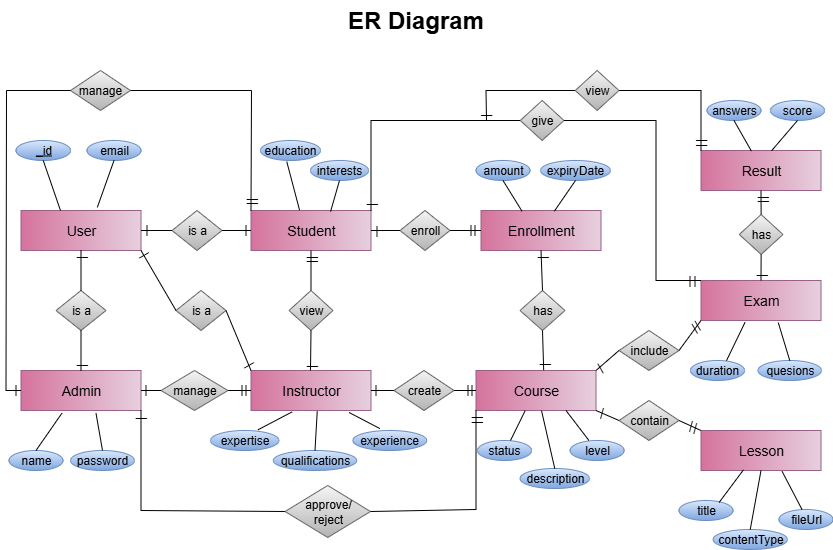 ER Diagram
manage
view
give
answers
score
_id
email
education
interests
amount
expiryDate
Result
User
is a
Student
enroll
Enrollment
has
is a
is a
view
has
Exam
include
duration
quesions
Admin
manage
Instructor
create
Course
contain
expertise
experience
name
password
qualifications
status
level
description
Lesson
approve/
reject
title
fileUrl
contentType